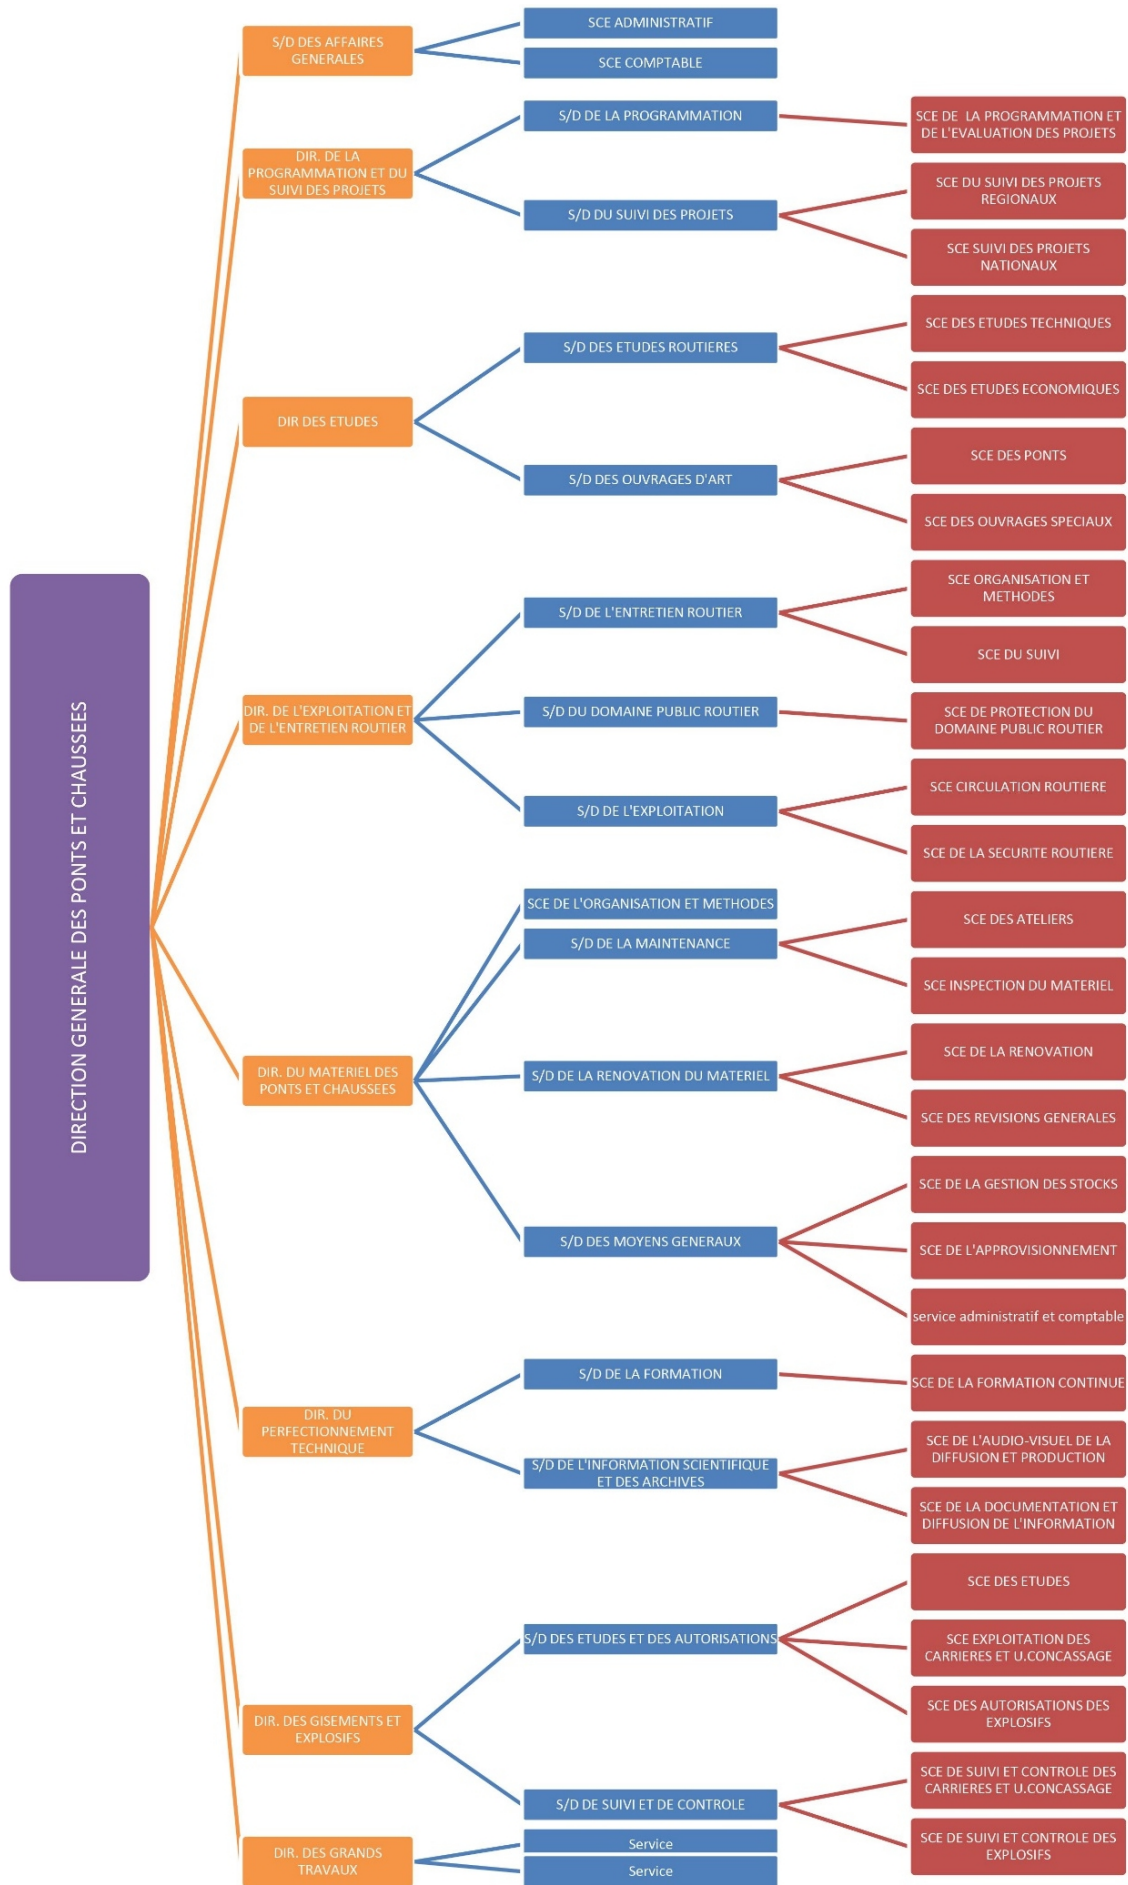 DIRECTION GENERALE DES PONTS ET CHAUSSEES
S/D DES AFFAIRES
GENERALES
SCE ADMINISTRATIF
SCE COMPTABLE
DIR. DE LA
PROGRAMMATION ET DU
SUIVI DES PROJETS
S/D DE LA PROGRAMMATION
SCE DE LA PROGRAMMATION ET
DE L'EVALUATION DES PROJETS
S/D DU SUIVI DES PROJETS
SCE DU SUIVI DES PROJETS
REGIONAUX
SCE SUIVI DES PROJETS
NATIONAUX
DIR DES ETUDES
S/D DES ETUDES ROUTIERES
SCE DES ETUDES TECHNIQUES
SCE DES ETUDES ECONOMIQUES
S/D DES OUVRAGES D'ART
SCE DES PONTS
SCE DES OUVRAGES SPECIAUX
DIR. DE L'EXPLOITATION ET
DE L'ENTRETIEN ROUTIER
S/D DE L'ENTRETIEN ROUTIER
SCE ORGANISATION ET
METHODES
SCE DU SUIVI
S/D DU DOMAINE PUBLIC ROUTIER
SCE DE PROTECTION DU
DOMAINE PUBLIC ROUTIER
S/D DE L'EXPLOITATION
SCE CIRCULATION ROUTIERE
SCE DE LA SECURITE ROUTIERE
DIR. DU MATERIEL DES
PONTS ET CHAUSSEES
SCE DE L'ORGANISATION ET METHODES
S/D DE LA MAINTENANCE
SCE DES ATELIERS
SCE INSPECTION DU MATERIEL
S/D DE LA RENOVATION DU MATERIEL
SCE DE LA RENOVATION
SCE DES REVISIONS GENERALES
S/D DES MOYENS GENERAUX
SCE DE LA GESTION DES STOCKS
SCE DE L'APPROVISIONNEMENT
service administratif et comptable
DIR. DU
PERFECTIONNEMENT
TECHNIQUE
S/D DE LA FORMATION
SCE DE LA FORMATION CONTINUE
S/D DE L'INFORMATION SCIENTIFIQUE
ET DES ARCHIVES
SCE DE L'AUDIO-VISUEL DE LA
DIFFUSION ET PRODUCTION
SCE DE LA DOCUMENTATION ET
DIFFUSION DE L'INFORMATION
DIR. DES GISEMENTS ET
EXPLOSIFS
S/D DES ETUDES ET DES AUTORISATIONS
SCE DES ETUDES
SCE EXPLOITATION DES
CARRIERES ET U.CONCASSAGE
SCE DES AUTORISATIONS DES
EXPLOSIFS
S/D DE SUIVI ET DE CONTROLE
SCE DE SUIVI ET CONTROLE DES
CARRIERES ET U.CONCASSAGE
SCE DE SUIVI ET CONTROLE DES
EXPLOSIFS
DIR. DES GRANDS
TRAVAUX
Service
Service